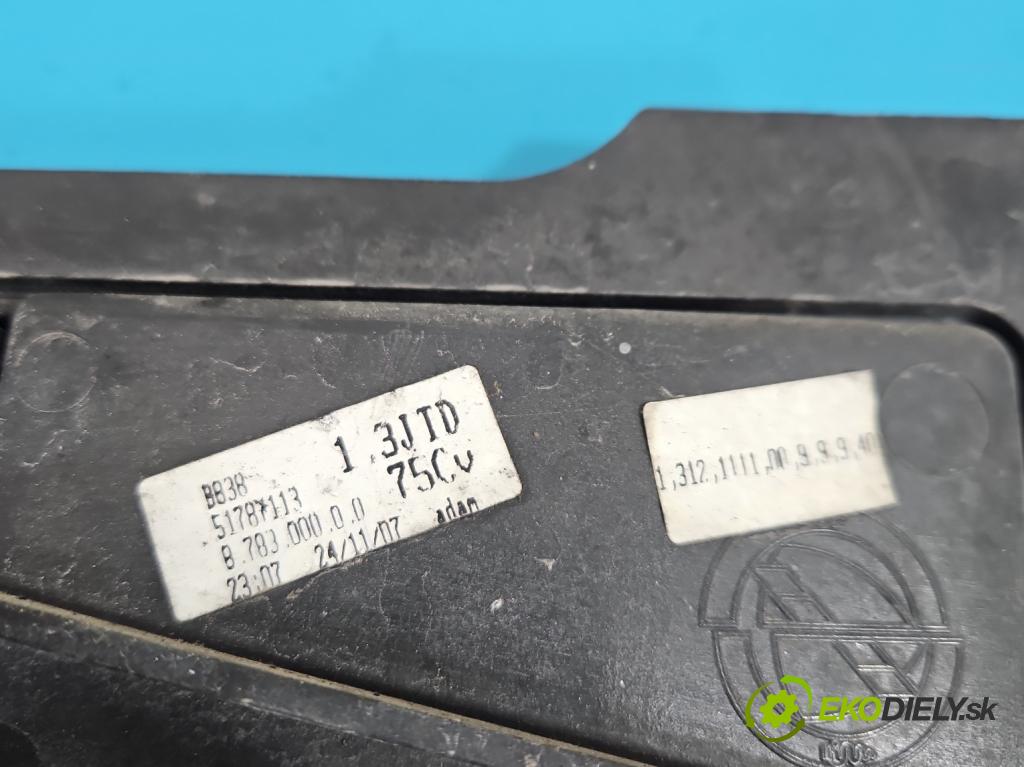 1.3JTD
75Cv
8838
51787113
8.783.000.0.0
23:07 24/11/07 adam
1,312,1111,00,9,9,9,40
EKODIELY.sk